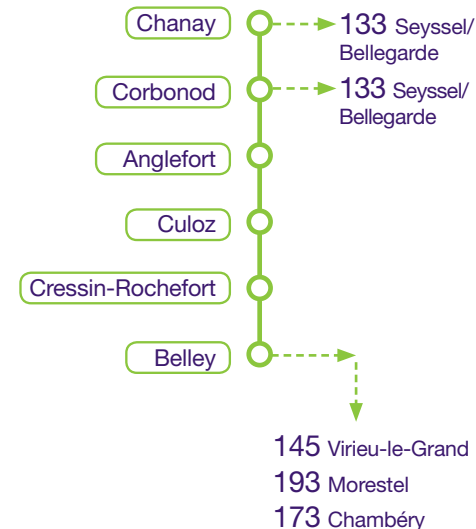 Chanay
133 Seyssel/
Bellegarde
Corbonod
133 Seyssel/
Bellegarde
Anglefort
Culoz
Cressin-Rochefort
Belley
145 Virieu-le-Grand
193 Morestel
173 Chambéry